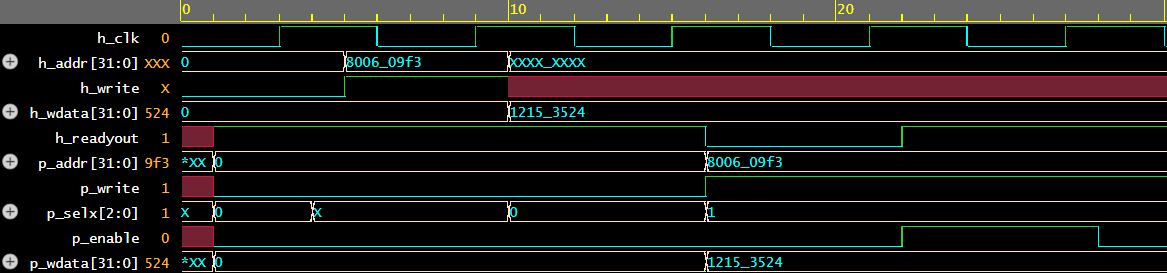 0 10 20
h_clk 0
h_addr[31:0] XXX 0 8006_09f3 XXXX_XXXX
h_write X
h_wdata[31:0] 524 0 1215_3524
h_readyout 1
p_addr[31:0] 9f3 *XX 0 8006_09f3
p_write 1
p_selx[2:0] 1 X 0 X 0 1
p_enable 0
p_wdata[31:0] 524 *XX 0 1215_3524